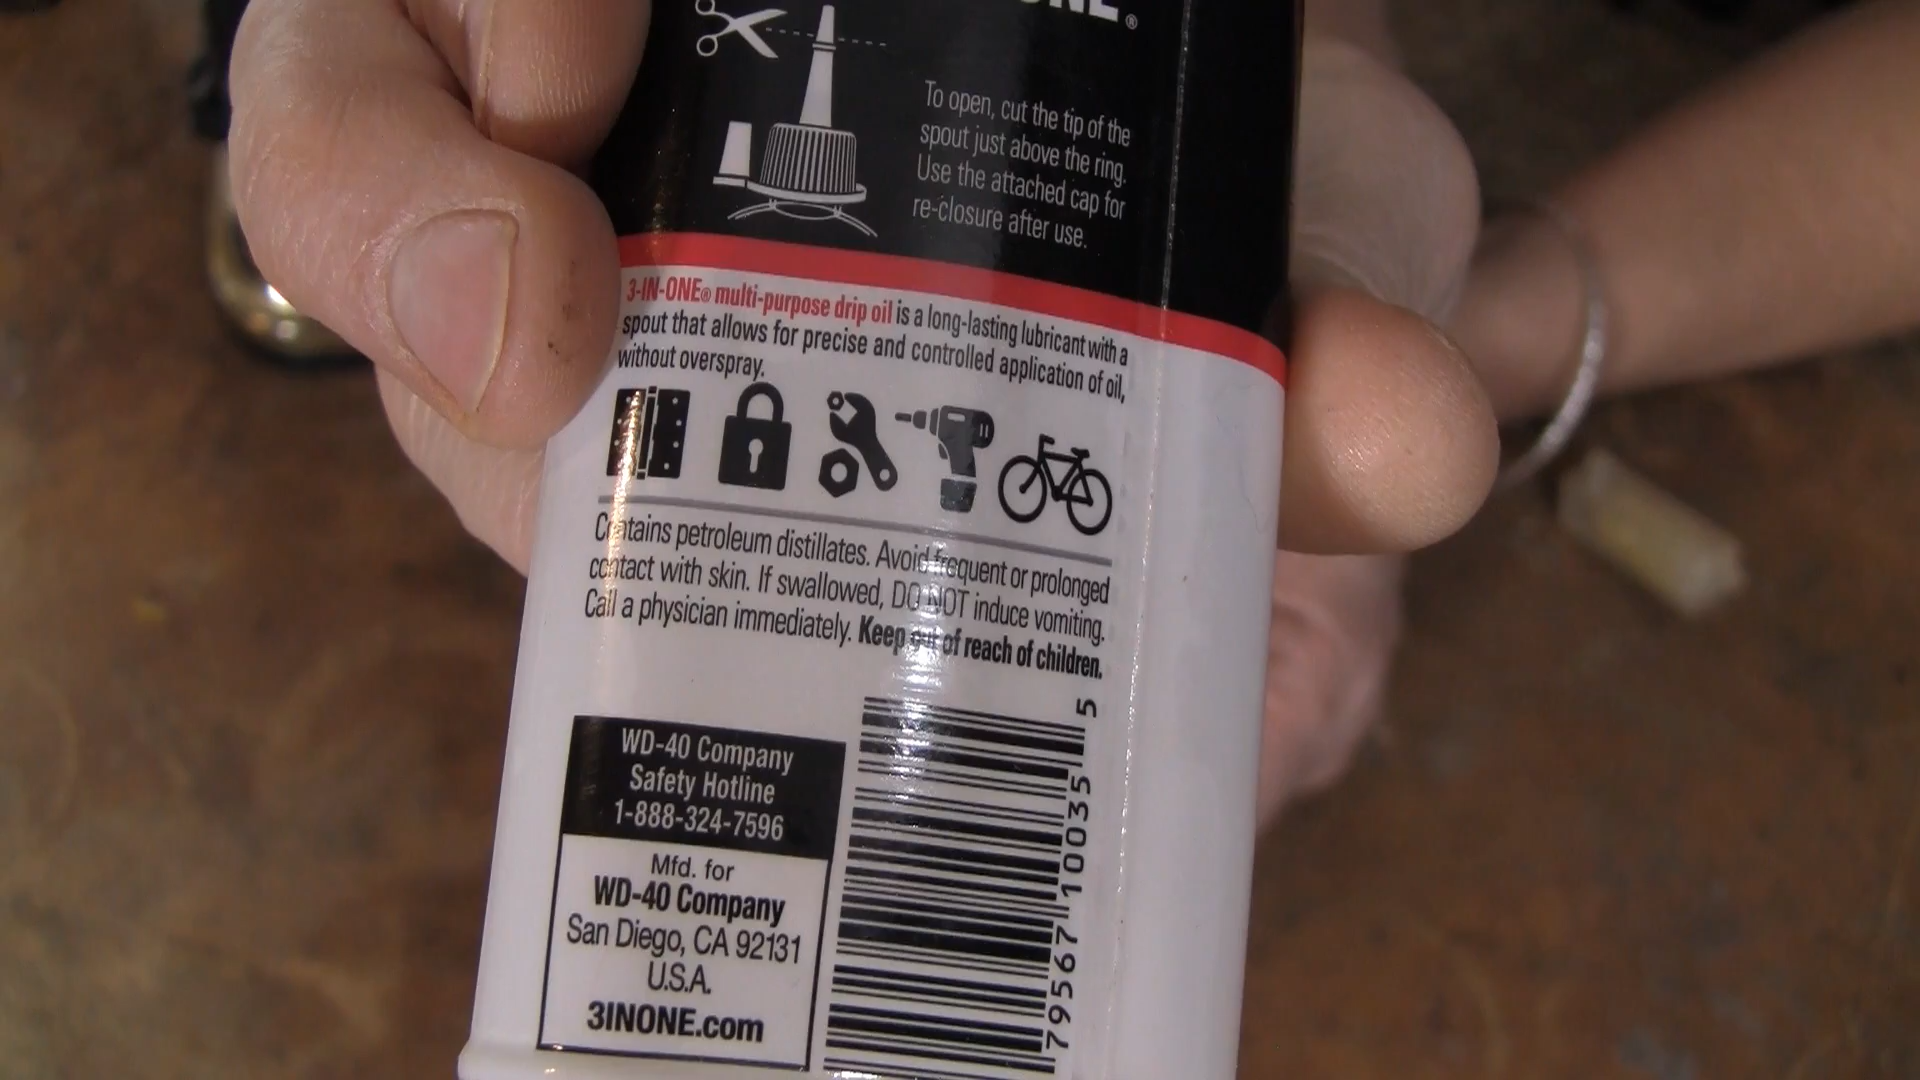 ONE®
To open, cut the tip of the
spout just above the ring.
Use the attached cap for
re-closure after use.
3-IN-ONE® multi-purpose drip oil is a long-lasting lubricant with a
spout that allows for precise and controlled application of oil,
without overspray.
Contains petroleum distillates. Avoid frequent or prolonged
contact with skin. If swallowed, DO NOT induce vomiting.
Call a physician immediately. Keep out of reach of children.
WD-40 Company
Safety Hotline
1-888-324-7596
Mfd. for
WD-40 Company
San Diego, CA 92131
U.S.A.
3INONE.com
79567 10035 5